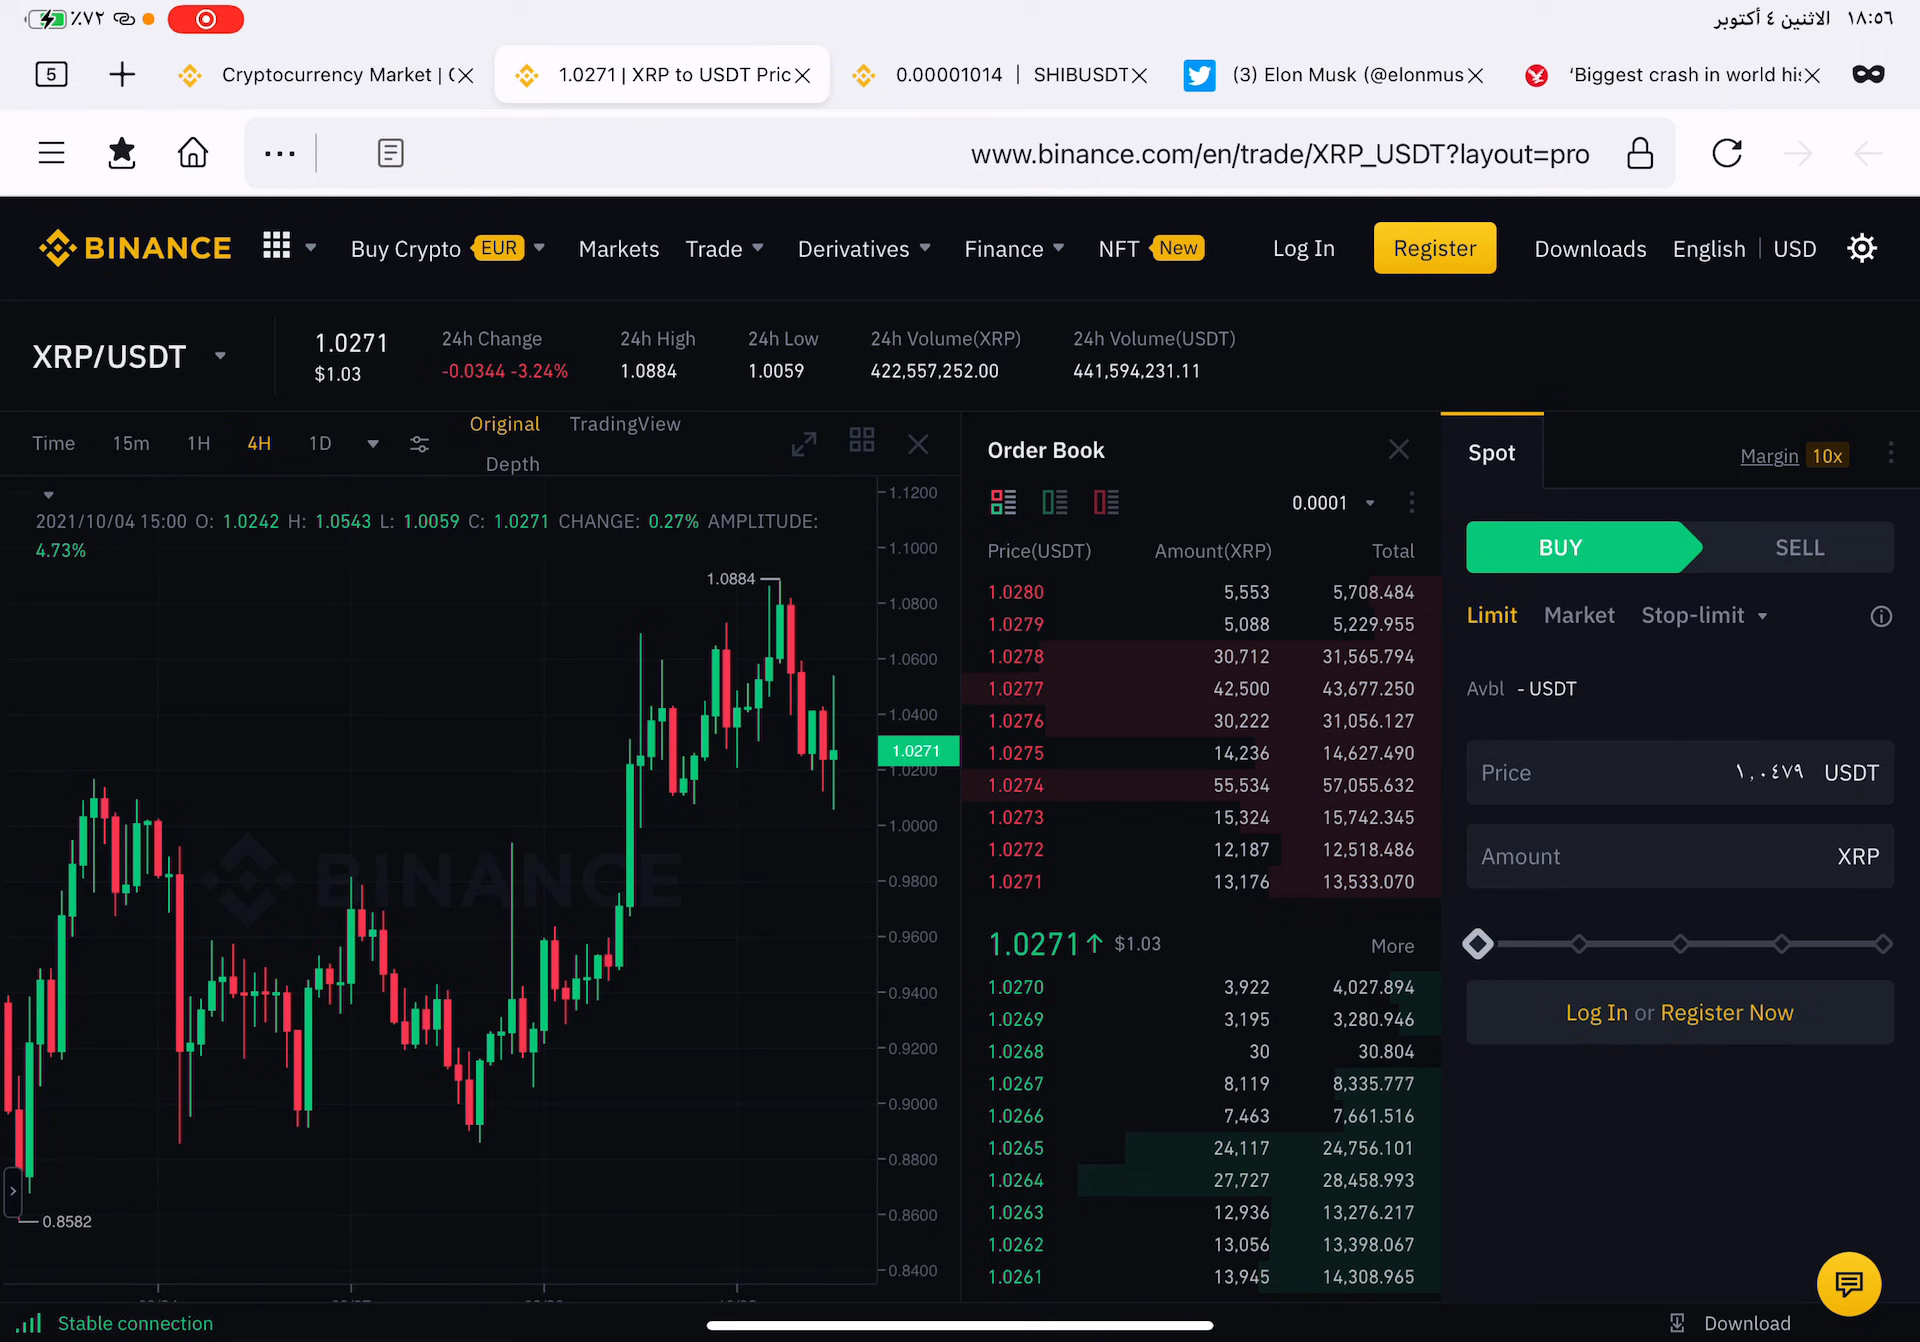 ٪٧٢
الاثنين ٤ أكتوبر ١٨:٥٦
5
Cryptocurrency Market | (
1.0271 | XRP to USDT Pric
0.00001014 | SHIBUSDT
(3) Elon Musk (@elonmus
‘Biggest crash in world his
www.binance.com/en/trade/XRP_USDT?layout=pro
BINANCE
Buy Crypto EUR
Markets
Trade
Derivatives
Finance
NFT New
Log In
Register
Downloads
English | USD
XRP/USDT
1.0271
$1.03
24h Change
-0.0344 -3.24%
24h High
1.0884
24h Low
1.0059
24h Volume(XRP)
422,557,252.00
24h Volume(USDT)
441,594,231.11
Time 15m 1H 4H 1D
Original TradingView
Depth
2021/10/04 15:00 O: 1.0242 H: 1.0543 L: 1.0059 C: 1.0271 CHANGE: 0.27% AMPLITUDE:
4.73%
1.0884
0.8582
BINANCE
1.1200
1.1000
1.0800
1.0600
1.0400
1.0271
1.0200
1.0000
0.9800
0.9600
0.9400
0.9200
0.9000
0.8800
0.8600
0.8400
Order Book
0.0001
Price(USDT) Amount(XRP) Total
1.0280 5,553 5,708.484
1.0279 5,088 5,229.955
1.0278 30,712 31,565.794
1.0277 42,500 43,677.250
1.0276 30,222 31,056.127
1.0275 14,236 14,627.490
1.0274 55,534 57,055.632
1.0273 15,324 15,742.345
1.0272 12,187 12,518.486
1.0271 13,176 13,533.070
1.0271 $1.03 More
1.0270 3,922 4,027.894
1.0269 3,195 3,280.946
1.0268 30 30.804
1.0267 8,119 8,335.777
1.0266 7,463 7,661.516
1.0265 24,117 24,756.101
1.0264 27,727 28,458.993
1.0263 12,936 13,276.217
1.0262 13,056 13,398.067
1.0261 13,945 14,308.965
Spot
Margin 10x
BUY
SELL
Limit Market Stop-limit
Avbl - USDT
Price ١,٠٤٧٩ USDT
Amount XRP
Log In or Register Now
Stable connection
Download